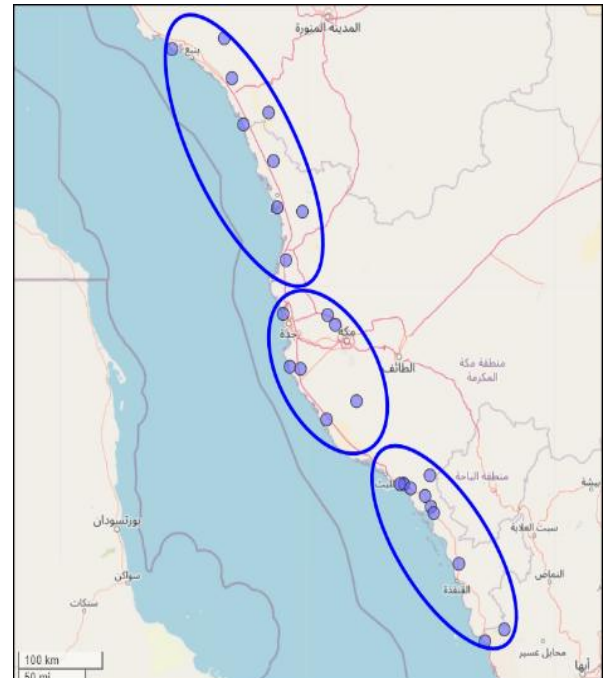 المدينة المنورة
ينبع
جدة
مكة
الطائف
منطقة مكة
المكرمة
منطقة الباحة
بيشة
سبت العلاية
بورتسودان
النماص
سواكن
القنفذة
سنكات
محايل عسير
أبها
100 km
50 mi